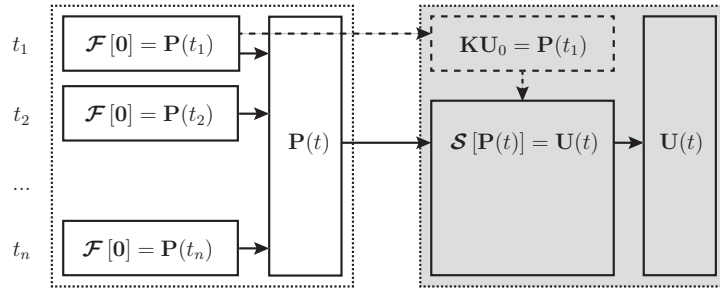 t₁ 𝓕[𝟎] = 𝐏(t₁) 𝐊𝐔₀ = 𝐏(t₁)
t₂ 𝓕[𝟎] = 𝐏(t₂)
𝐏(t) 𝓢[𝐏(t)] = 𝐔(t) 𝐔(t)
...
tₙ 𝓕[𝟎] = 𝐏(tₙ)